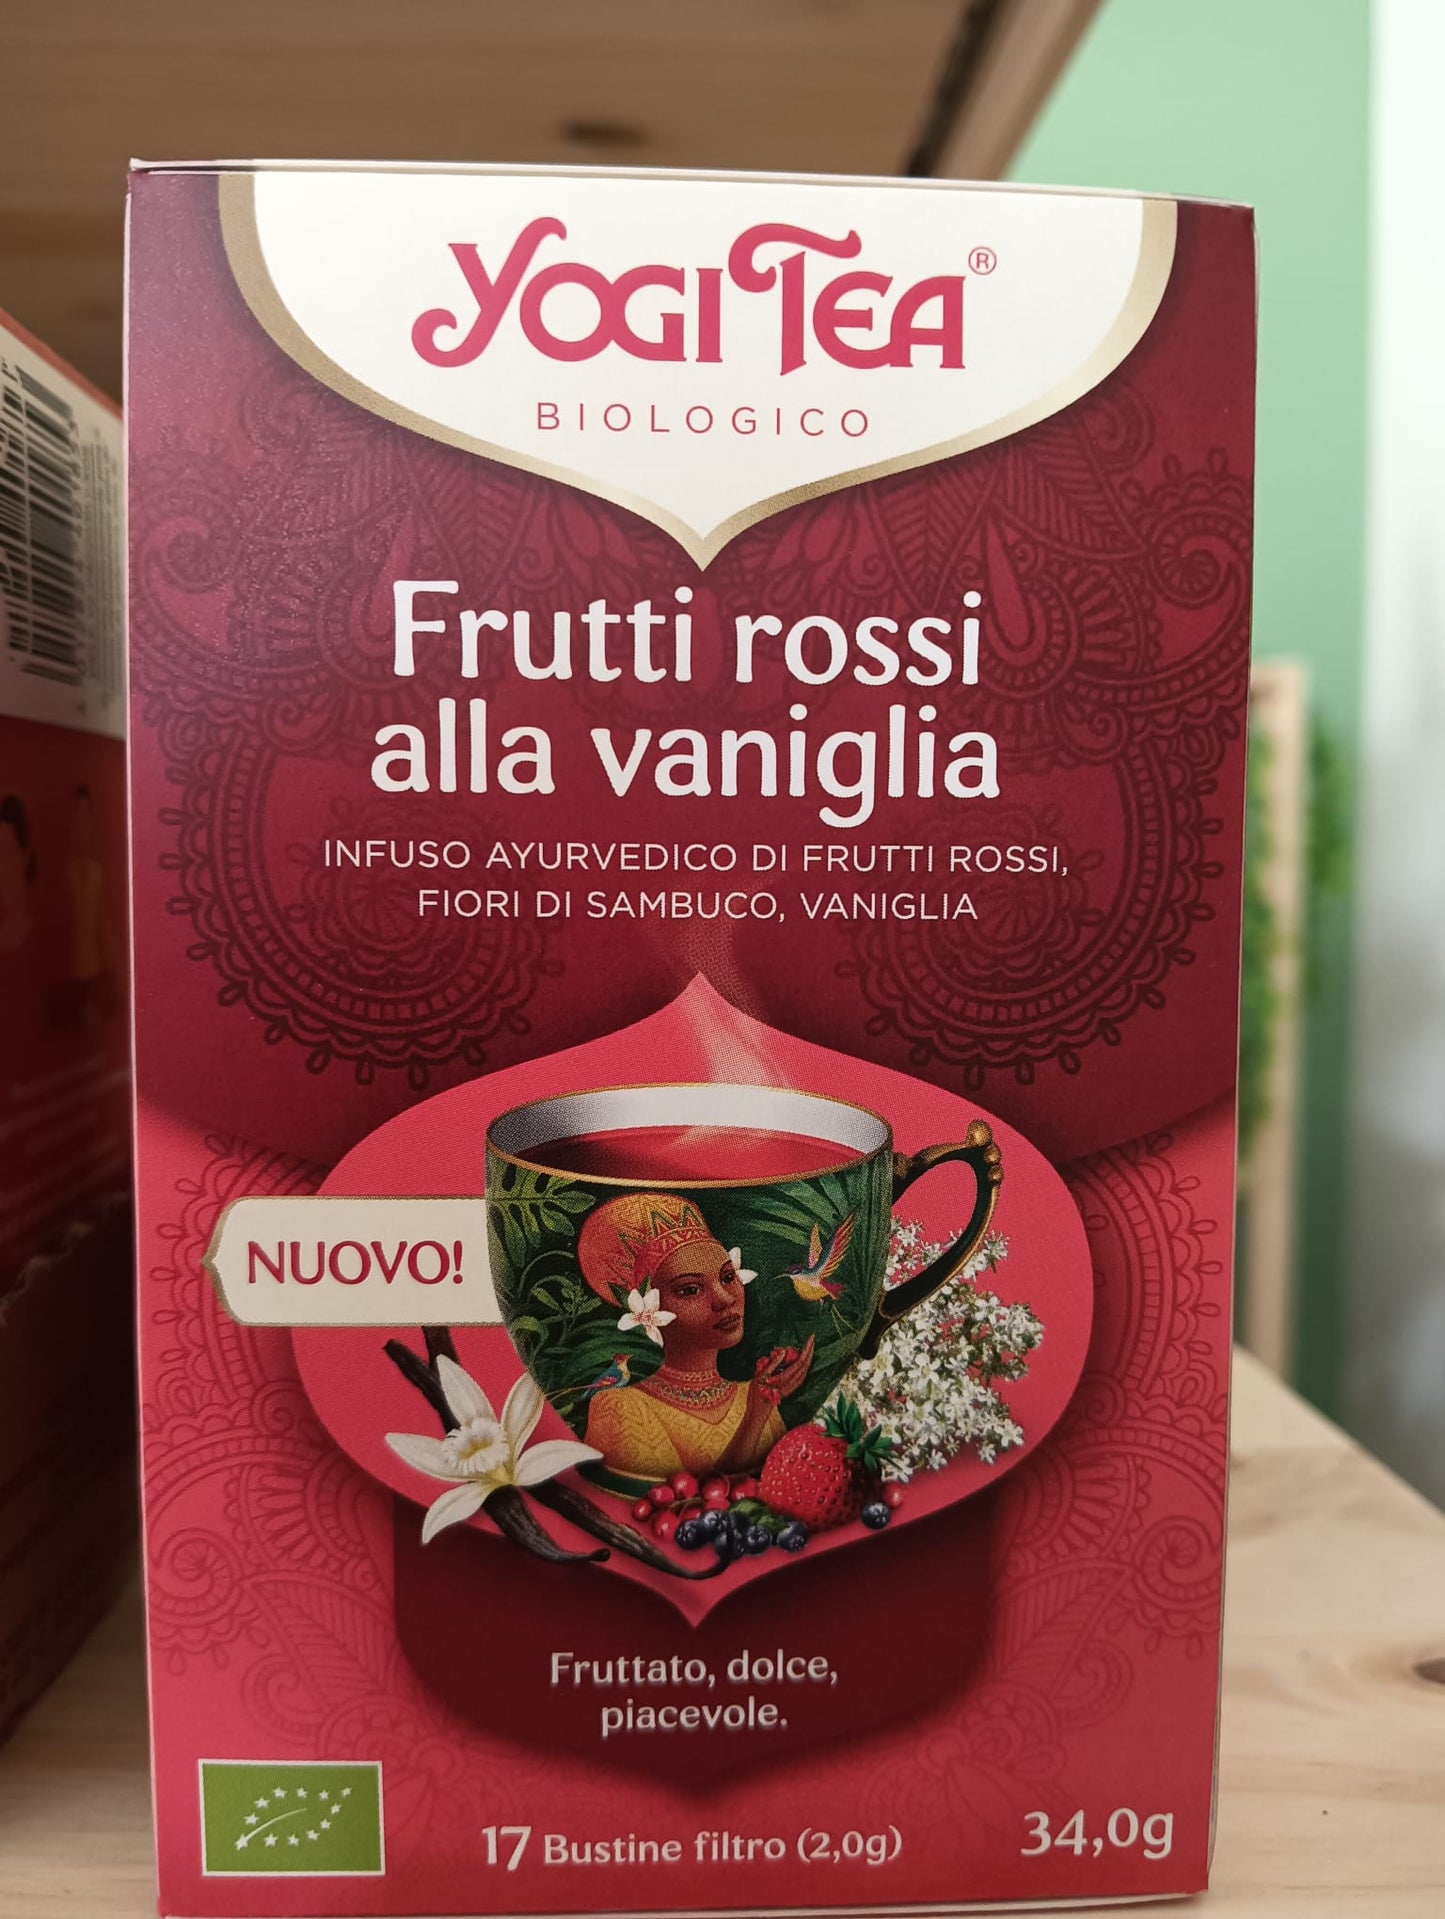 YOGI TEA®
BIOLOGICO
Frutti rossi
alla vaniglia
INFUSO AYURVEDICO DI FRUTTI ROSSI,
FIORI DI SAMBUCO, VANIGLIA
NUOVO!
Fruttato, dolce,
piacevole.
17 Bustine filtro (2,0g)
34,0g